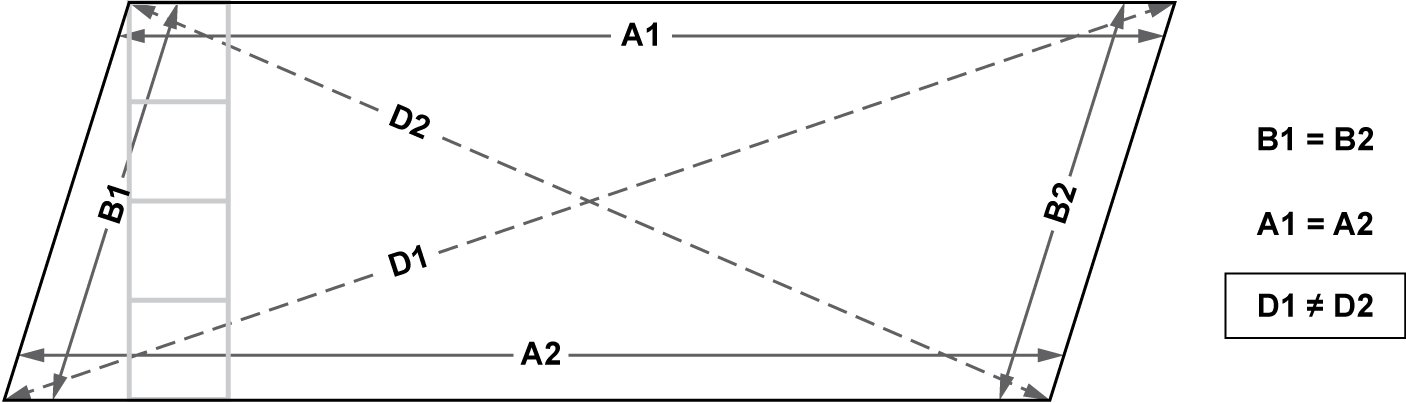 A1
D2
B1
B2
D1
A2
B1 = B2
A1 = A2
D1 ≠ D2